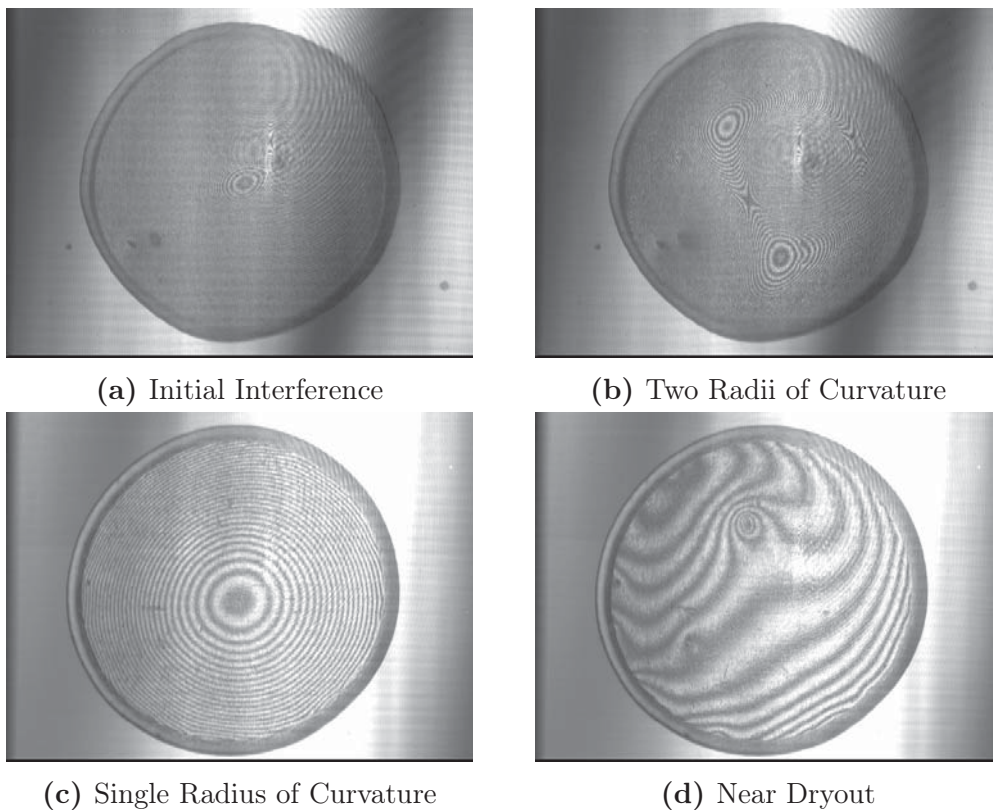 (a) Initial Interference
(b) Two Radii of Curvature
(c) Single Radius of Curvature
(d) Near Dryout